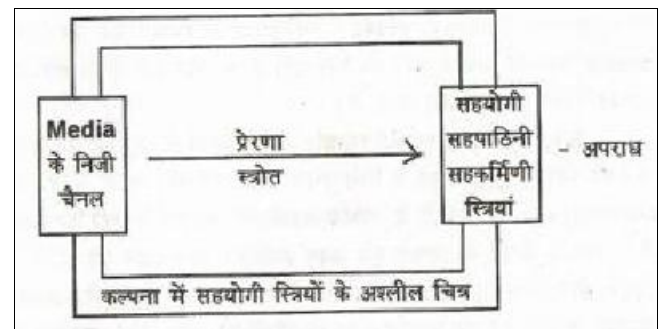 Media
के निजी
चैनल
प्रेरणा
स्त्रोत
सहयोगी
सहपाठिनी
सहकर्मिणी
स्त्रियां
- अपराध
कल्पना में सहयोगी स्त्रियों के अश्लील चित्र